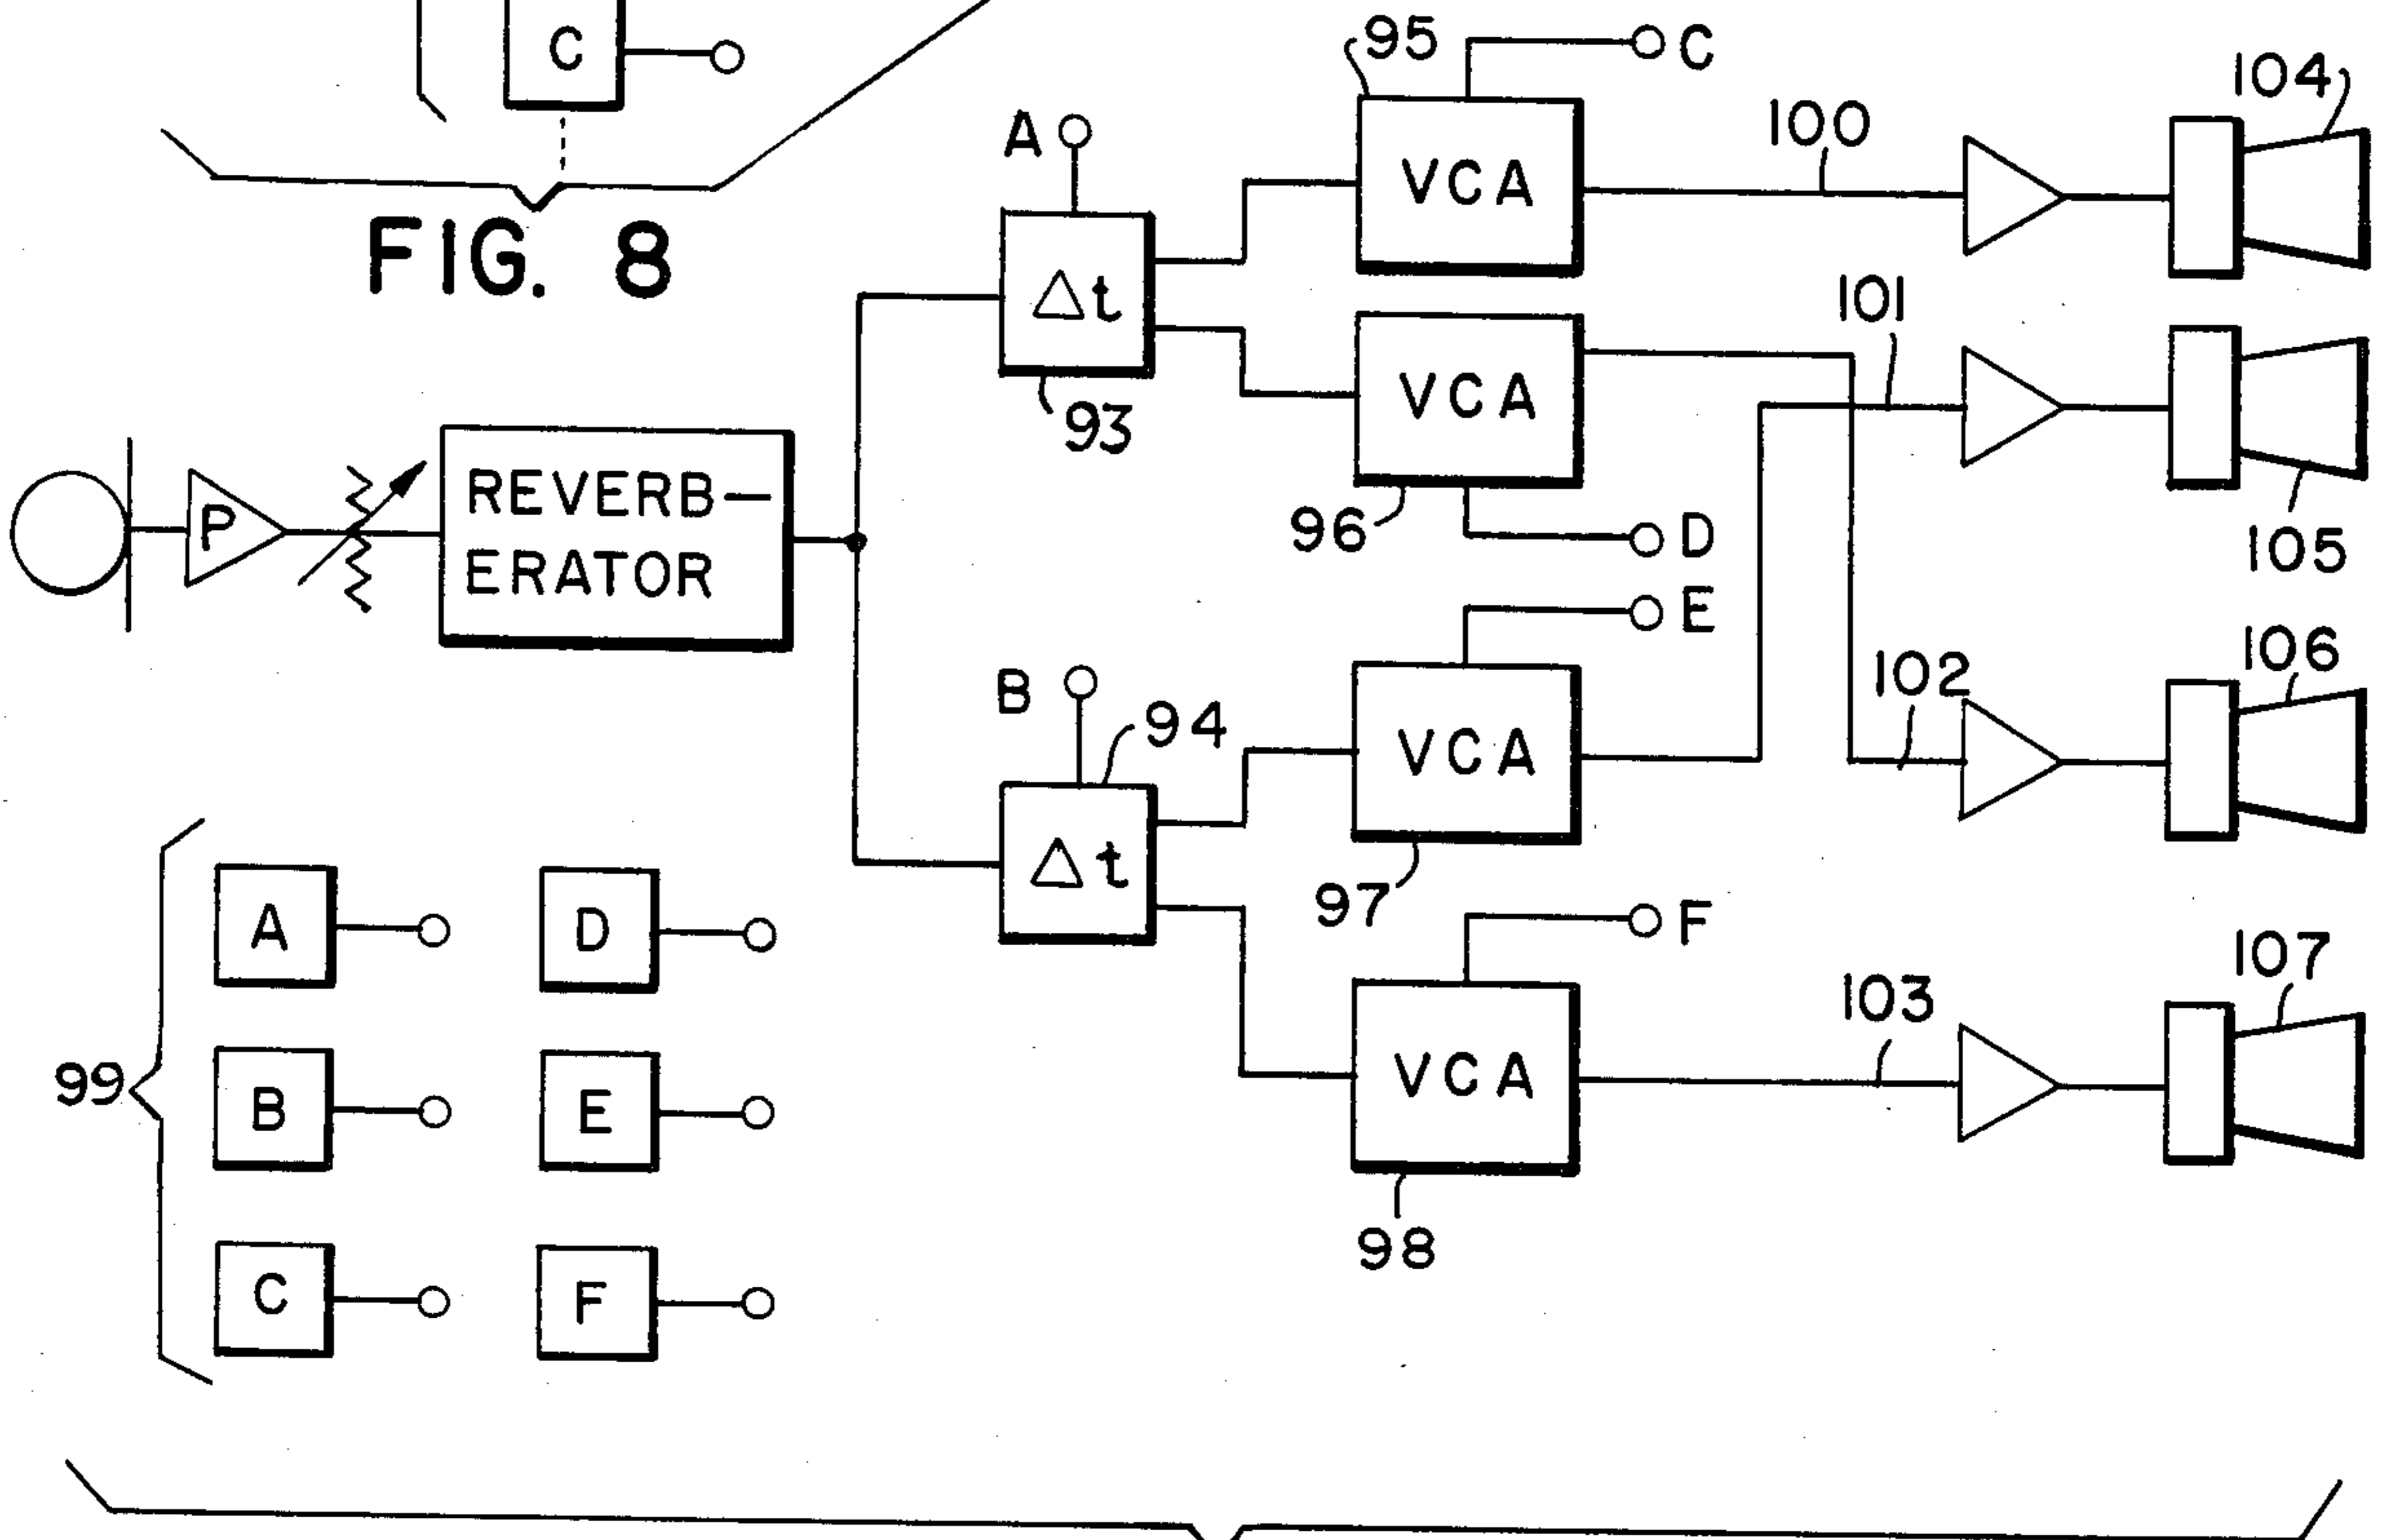 C
FIG. 8
95
C
104
100
A
VCA
Δt
101
93
VCA
P
REVERB-
ERATOR
96
D
105
E
106
102
B
94
VCA
Δt
97
F
107
103
VCA
98
99
A
D
B
E
C
F